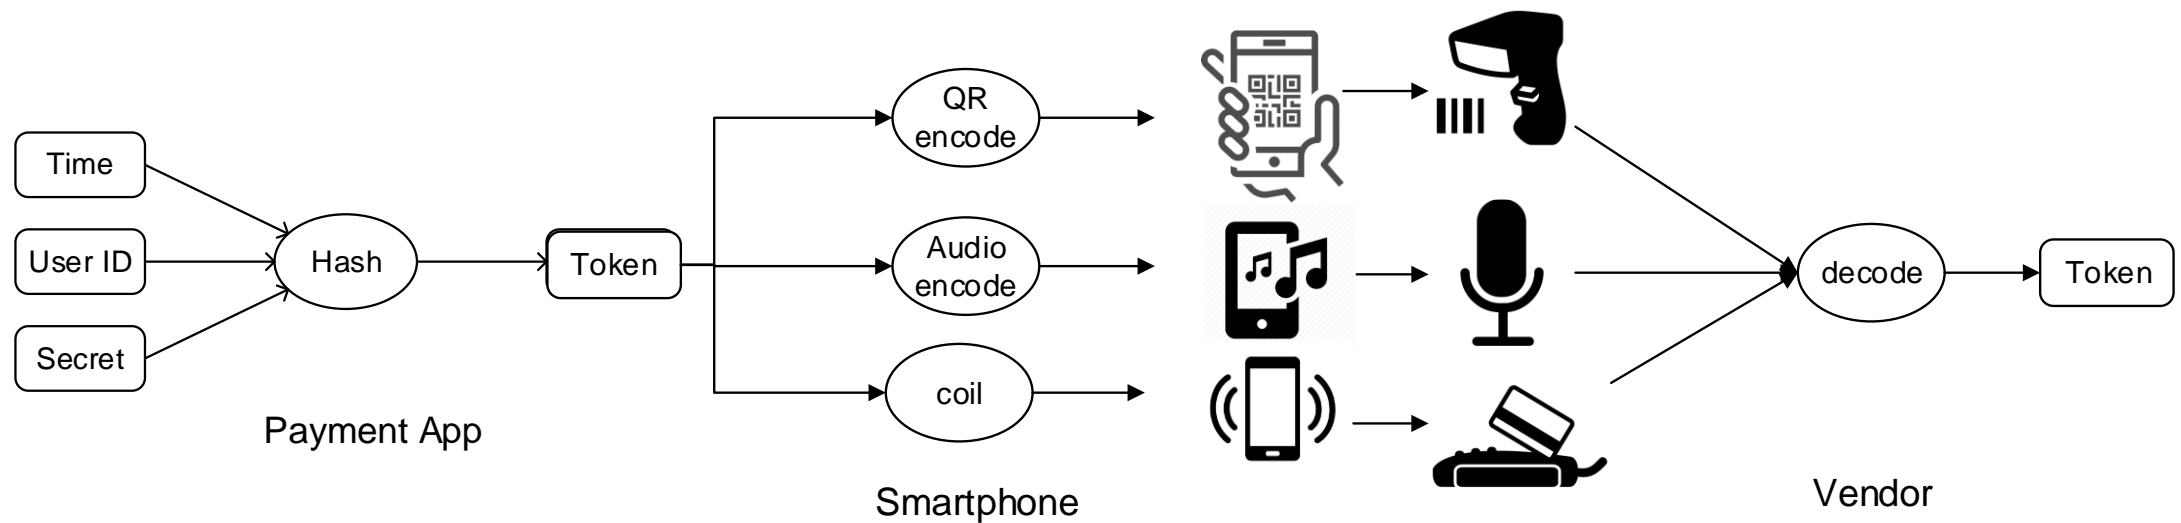 Time
User ID
Secret
Hash
Payment App
Token
QR
encode
Audio
encode
coil
Smartphone
decode
Token
Vendor